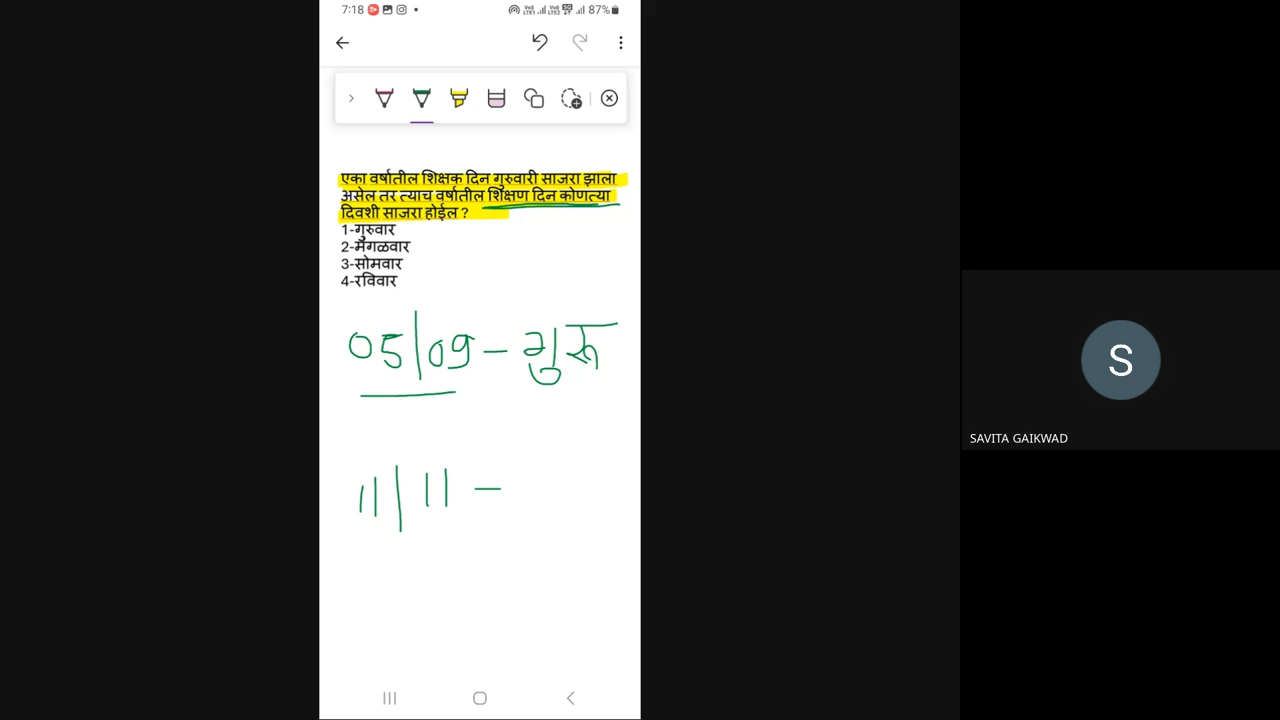 7:18
87%
एका वर्षातील शिक्षक दिन गुरुवारी साजरा झाला
असेल तर त्याच वर्षातील शिक्षण दिन कोणत्या
दिवशी साजरा होईल ?
1-गुरुवार
2-मंगळवार
3-सोमवार
4-रविवार
05|09 - गुरू
11|11 -
S
SAVITA GAIKWAD